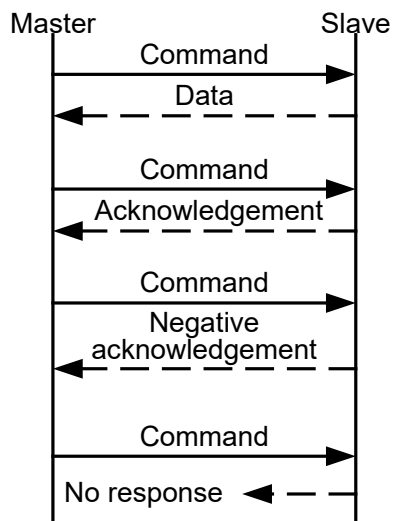 Master
Slave
Command
Data
Command
Acknowledgement
Command
Negative
acknowledgement
Command
No response